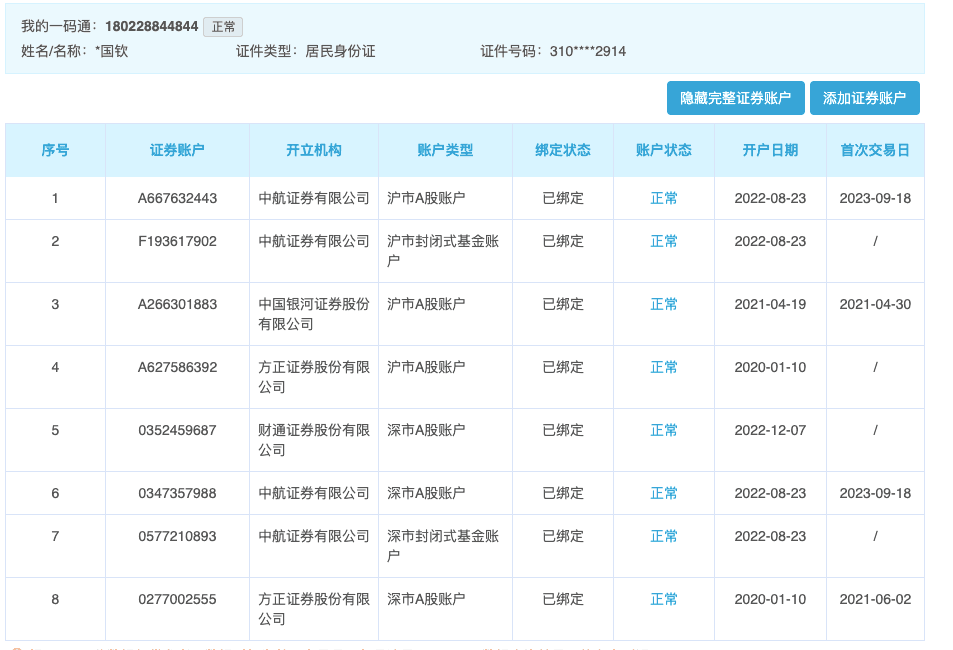 我的一码通：180228844844 正常
姓名/名称：*国钦 证件类型：居民身份证 证件号码：310****2914
隐藏完整证券账户 添加证券账户
序号 证券账户 开立机构 账户类型 绑定状态 账户状态 开户日期 首次交易日
1 A667632443 中航证券有限公司 沪市A股账户 已绑定 正常 2022-08-23 2023-09-18
2 F193617902 中航证券有限公司 沪市封闭式基金账 已绑定 正常 2022-08-23 /
户
3 A266301883 中国银河证券股份 沪市A股账户 已绑定 正常 2021-04-19 2021-04-30
有限公司
4 A627586392 方正证券股份有限 沪市A股账户 已绑定 正常 2020-01-10 /
公司
5 0352459687 财通证券股份有限 深市A股账户 已绑定 正常 2022-12-07 /
公司
6 0347357988 中航证券有限公司 深市A股账户 已绑定 正常 2022-08-23 2023-09-18
7 0577210893 中航证券有限公司 深市封闭式基金账 已绑定 正常 2022-08-23 /
户
8 0277002555 方正证券股份有限 深市A股账户 已绑定 正常 2020-01-10 2021-06-02
公司